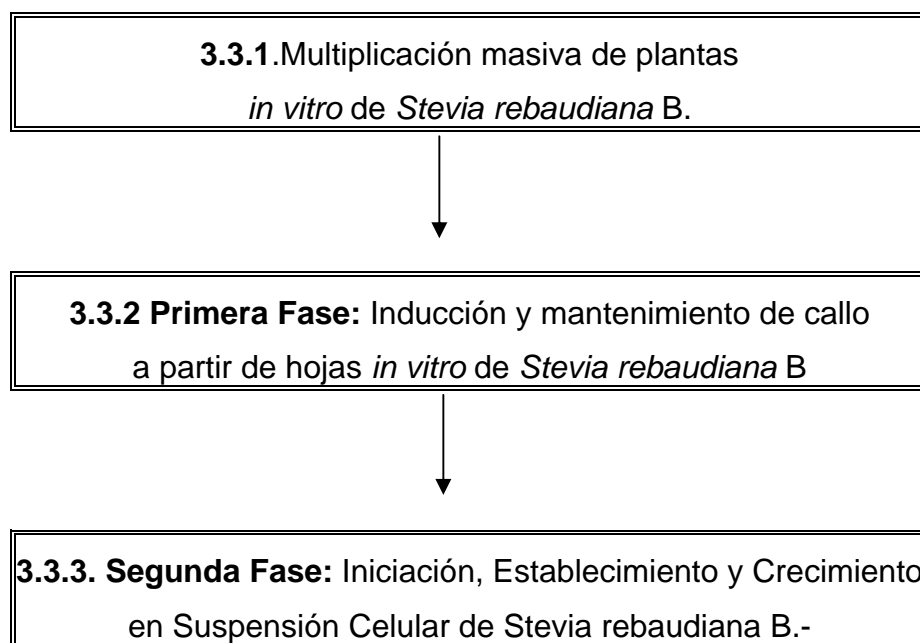 3.3.1.Multiplicación masiva de plantas
in vitro de Stevia rebaudiana B.
3.3.2 Primera Fase: Inducción y mantenimiento de callo
a partir de hojas in vitro de Stevia rebaudiana B
3.3.3. Segunda Fase: Iniciación, Establecimiento y Crecimiento
en Suspensión Celular de Stevia rebaudiana B.-